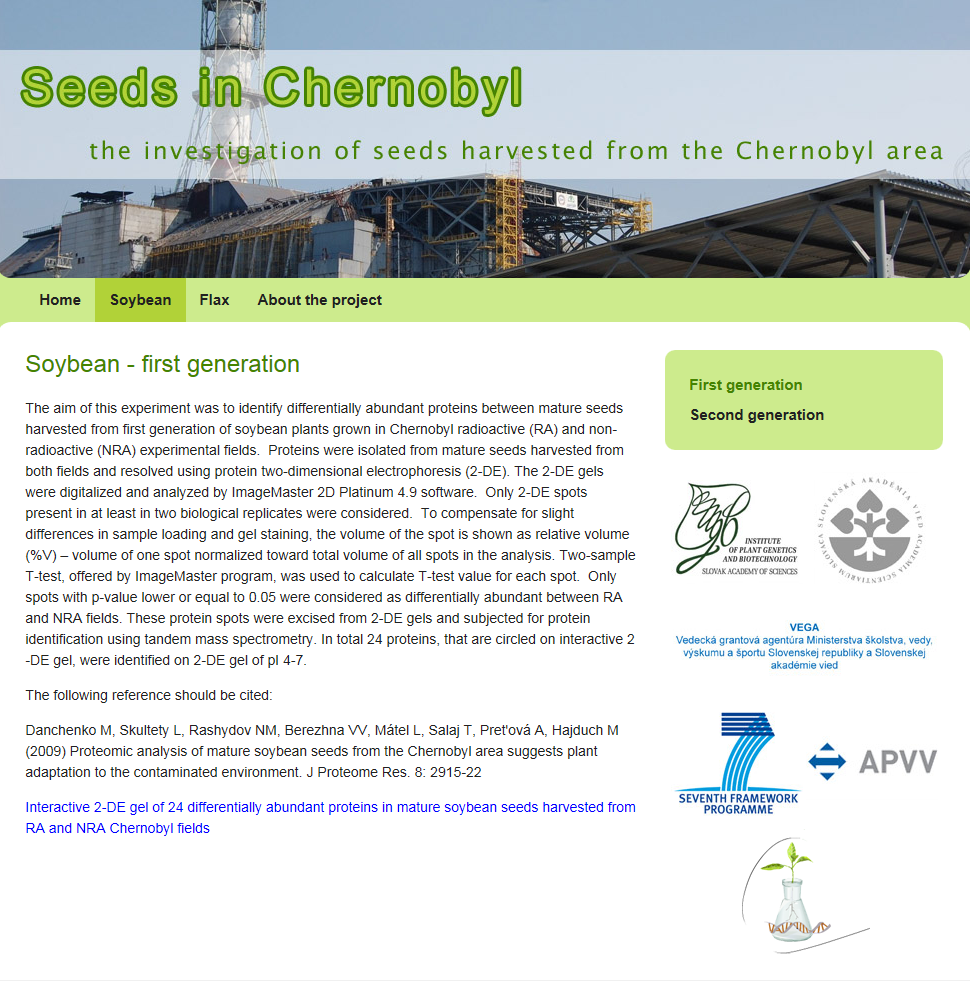 Seeds in Chernobyl
the investigation of seeds harvested from the Chernobyl area
Home
Soybean
Flax
About the project
Soybean - first generation
The aim of this experiment was to identify differentially abundant proteins between mature seeds
harvested from first generation of soybean plants grown in Chernobyl radioactive (RA) and non-
radioactive (NRA) experimental fields.  Proteins were isolated from mature seeds harvested from
both fields and resolved using protein two-dimensional electrophoresis (2-DE). The 2-DE gels
were digitalized and analyzed by ImageMaster 2D Platinum 4.9 software.  Only 2-DE spots
present in at least in two biological replicates were considered.  To compensate for slight
differences in sample loading and gel staining, the volume of the spot is shown as relative volume
(%V) – volume of one spot normalized toward total volume of all spots in the analysis. Two-sample
T-test, offered by ImageMaster program, was used to calculate T-test value for each spot.  Only
spots with p-value lower or equal to 0.05 were considered as differentially abundant between RA
and NRA fields. These protein spots were excised from 2-DE gels and subjected for protein
identification using tandem mass spectrometry. In total 24 proteins, that are circled on interactive 2
-DE gel, were identified on 2-DE gel of pI 4-7.
The following reference should be cited:
Danchenko M, Skultety L, Rashydov NM, Berezhna VV, Mátel L, Salaj T, Pret'ová A, Hajduch M
(2009) Proteomic analysis of mature soybean seeds from the Chernobyl area suggests plant
adaptation to the contaminated environment. J Proteome Res. 8: 2915-22
Interactive 2-DE gel of 24 differentially abundant proteins in mature soybean seeds harvested from
RA and NRA Chernobyl fields
First generation
Second generation
INSTITUTE
OF PLANT GENETICS
AND BIOTECHNOLOGY
SLOVAK ACADEMY OF SCIENCES
SLOVENSKÁ AKADÉMIA VIED
ACADEMIA SCIENTIARUM SLOVACA
VEGA
Vedecká grantová agentúra Ministerstva školstva, vedy,
výskumu a športu Slovenskej republiky a Slovenskej
akadémie vied
7
SEVENTH FRAMEWORK
PROGRAMME
APVV